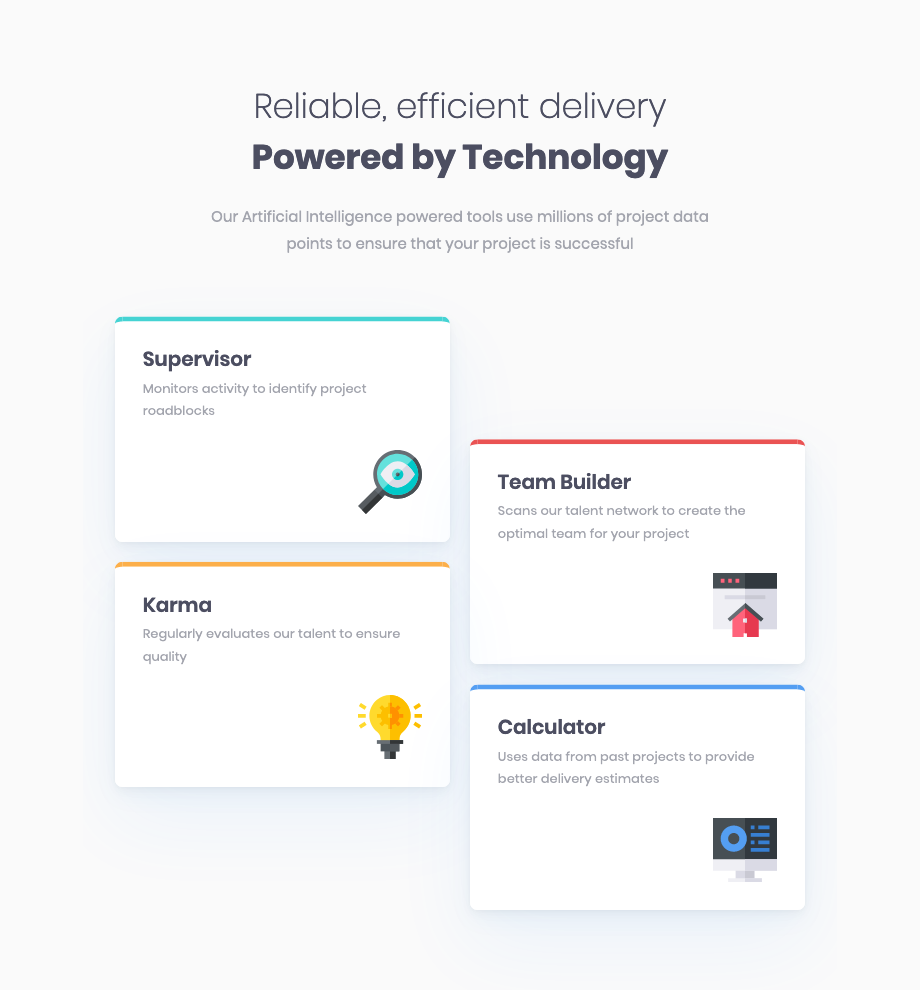 Reliable, efficient delivery
Powered by Technology
Our Artificial Intelligence powered tools use millions of project data
points to ensure that your project is successful
Supervisor
Monitors activity to identify project
roadblocks
Team Builder
Scans our talent network to create the
optimal team for your project
Karma
Regularly evaluates our talent to ensure
quality
Calculator
Uses data from past projects to provide
better delivery estimates